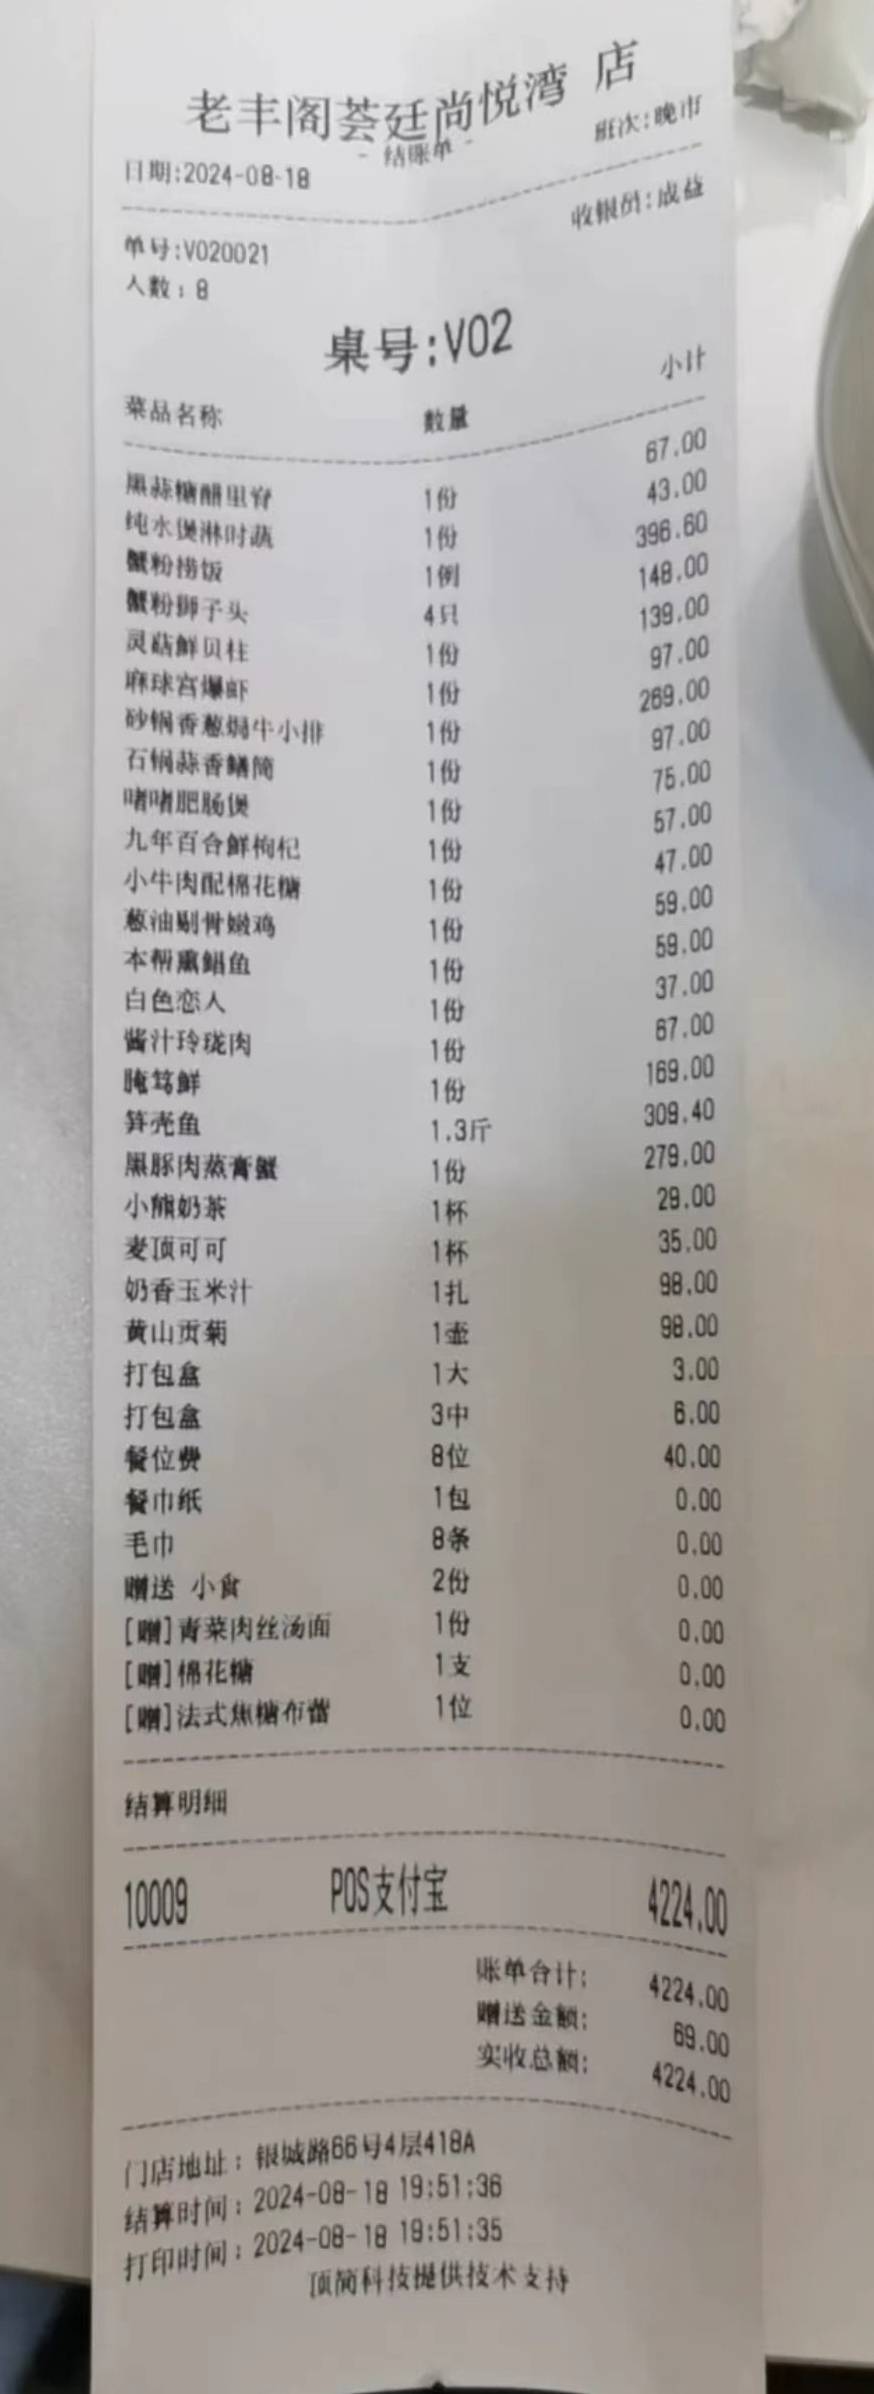 老丰阁荟廷尚悦湾 店
- 结账单 -
日期:2024-08-18 班次:晚市
收银员:成益
单号:V020021
人数:8
桌号:V02
菜品名称 数量 小计
黑蒜糖醋里脊 1份 67.00
纯水煲淋时蔬 1份 43.00
蟹粉捞饭 1例 396.60
蟹粉狮子头 4只 148.00
灵菇鲜贝柱 1份 139.00
麻球宫爆虾 1份 97.00
砂锅香葱焗牛小排 1份 269.00
石锅蒜香鳝筒 1份 97.00
啫啫肥肠煲 1份 75.00
九年百合鲜枸杞 1份 57.00
小牛肉配棉花糖 1份 47.00
葱油剔骨嫩鸡 1份 59.00
本帮熏鲳鱼 1份 59.00
白色恋人 1份 37.00
酱汁玲珑肉 1份 67.00
腌笃鲜 1份 169.00
笋壳鱼 1.3斤 309.40
黑豚肉蒸膏蟹 1份 279.00
小熊奶茶 1杯 29.00
麦顶可可 1杯 35.00
奶香玉米汁 1扎 98.00
黄山贡菊 1壶 98.00
打包盒 1大 3.00
打包盒 3中 6.00
餐位费 8位 40.00
餐巾纸 1包 0.00
毛巾 8条 0.00
赠送 小食 2份 0.00
[赠]青菜肉丝汤面 1份 0.00
[赠]棉花糖 1支 0.00
[赠]法式焦糖布蕾 1位 0.00
结算明细
10009 POS支付宝 4224.00
账单合计: 4224.00
赠送金额: 69.00
实收总额: 4224.00
门店地址:银城路66号4层418A
结算时间:2024-08-18 19:51:36
打印时间:2024-08-18 19:51:35
顶简科技提供技术支持